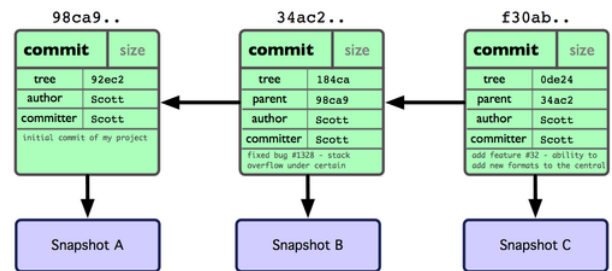 98ca9..
commit size
tree 92ec2
author Scott
committer Scott
initial commit of my project
Snapshot A
34ac2..
commit size
tree 184ca
parent 98ca9
author Scott
committer Scott
fixed bug #1328 - stack
overflow under certain
Snapshot B
f30ab..
commit size
tree 0de24
parent 34ac2
author Scott
committer Scott
add feature #32 - ability to
add new formats to the central
Snapshot C